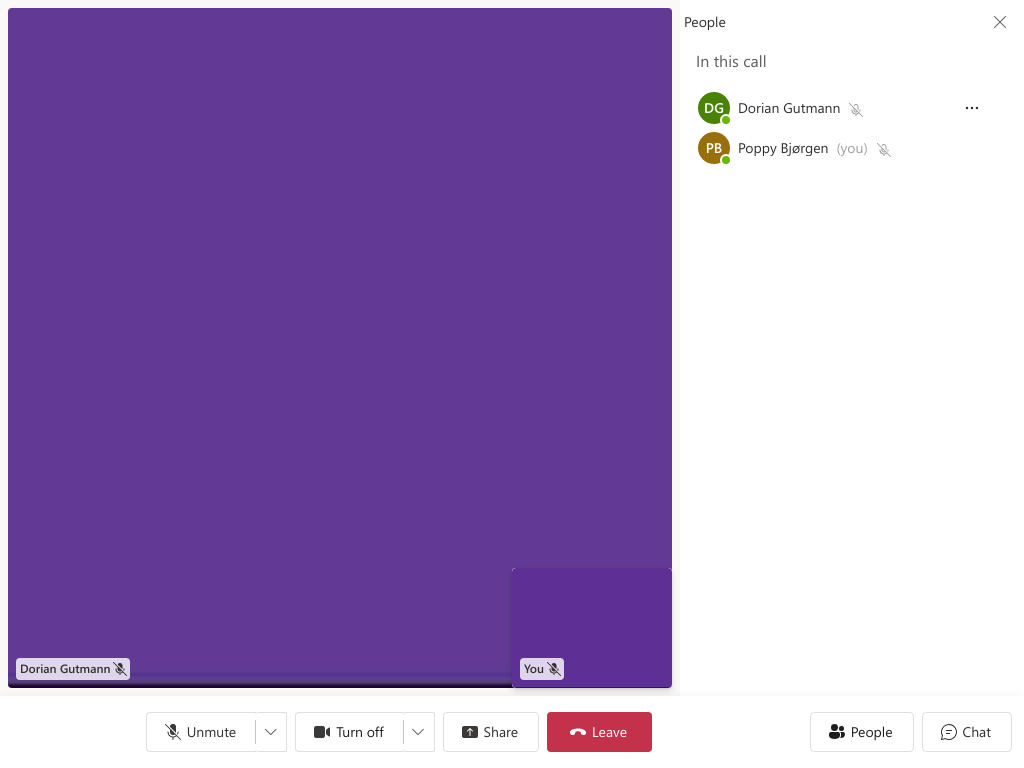 People
In this call
DG Dorian Gutmann
PB Poppy Bjørgen (you)
Dorian Gutmann
You
Unmute
Turn off
Share
Leave
People
Chat